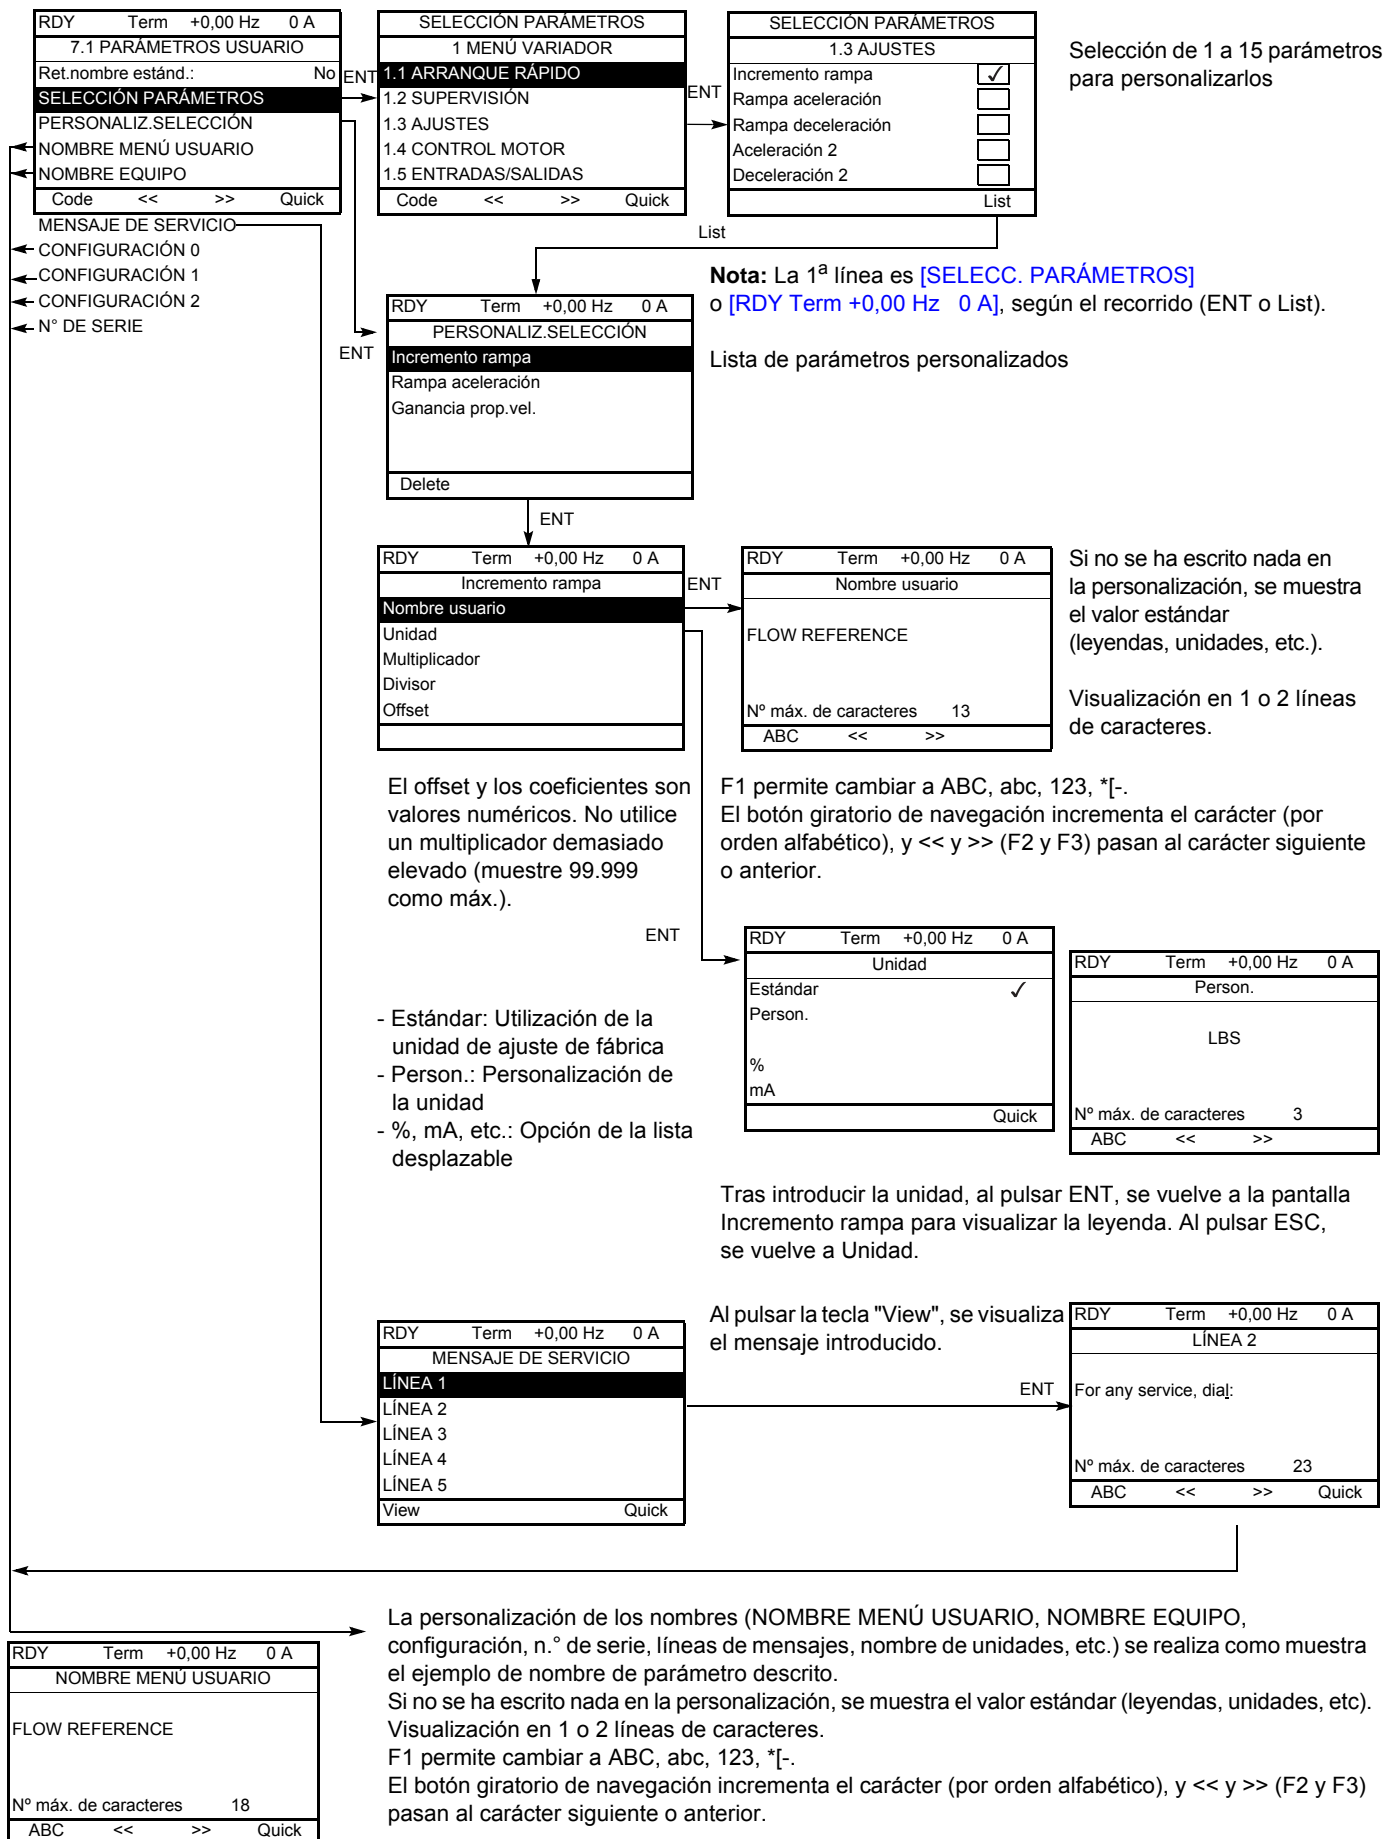 RDY Term +0,00 Hz 0 A
7.1 PARÁMETROS USUARIO
Ret.nombre estánd.: No
SELECCIÓN PARÁMETROS
PERSONALIZ.SELECCIÓN
NOMBRE MENÚ USUARIO
NOMBRE EQUIPO
Code << >> Quick
MENSAJE DE SERVICIO
CONFIGURACIÓN 0
CONFIGURACIÓN 1
CONFIGURACIÓN 2
N° DE SERIE
ENT
SELECCIÓN PARÁMETROS
1 MENÚ VARIADOR
1.1 ARRANQUE RÁPIDO
1.2 SUPERVISIÓN
1.3 AJUSTES
1.4 CONTROL MOTOR
1.5 ENTRADAS/SALIDAS
Code << >> Quick
ENT
SELECCIÓN PARÁMETROS
1.3 AJUSTES
Incremento rampa ✓
Rampa aceleración
Rampa deceleración
Aceleración 2
Deceleración 2
List
Selección de 1 a 15 parámetros
para personalizarlos
List
Nota: La 1ª línea es [SELECC. PARÁMETROS]
o [RDY Term +0,00 Hz 0 A], según el recorrido (ENT o List).
Lista de parámetros personalizados
ENT
RDY Term +0,00 Hz 0 A
PERSONALIZ.SELECCIÓN
Incremento rampa
Rampa aceleración
Ganancia prop.vel.
Delete
ENT
RDY Term +0,00 Hz 0 A
Incremento rampa
Nombre usuario
Unidad
Multiplicador
Divisor
Offset
ENT
RDY Term +0,00 Hz 0 A
Nombre usuario
FLOW REFERENCE
Nº máx. de caracteres 13
ABC << >>
Si no se ha escrito nada en
la personalización, se muestra
el valor estándar
(leyendas, unidades, etc.).
Visualización en 1 o 2 líneas
de caracteres.
El offset y los coeficientes son
valores numéricos. No utilice
un multiplicador demasiado
elevado (muestre 99.999
como máx.).
F1 permite cambiar a ABC, abc, 123, *[-.
El botón giratorio de navegación incrementa el carácter (por
orden alfabético), y << y >> (F2 y F3) pasan al carácter siguiente
o anterior.
ENT
RDY Term +0,00 Hz 0 A
Unidad
Estándar ✓
Person.
%
mA
Quick
RDY Term +0,00 Hz 0 A
Person.
LBS
Nº máx. de caracteres 3
ABC << >>
- Estándar: Utilización de la
unidad de ajuste de fábrica
- Person.: Personalización de
la unidad
- %, mA, etc.: Opción de la lista
desplazable
Tras introducir la unidad, al pulsar ENT, se vuelve a la pantalla
Incremento rampa para visualizar la leyenda. Al pulsar ESC,
se vuelve a Unidad.
RDY Term +0,00 Hz 0 A
MENSAJE DE SERVICIO
LÍNEA 1
LÍNEA 2
LÍNEA 3
LÍNEA 4
LÍNEA 5
View Quick
Al pulsar la tecla "View", se visualiza
el mensaje introducido.
ENT
RDY Term +0,00 Hz 0 A
LÍNEA 2
For any service, dial:
Nº máx. de caracteres 23
ABC << >> Quick
La personalización de los nombres (NOMBRE MENÚ USUARIO, NOMBRE EQUIPO,
configuración, n.° de serie, líneas de mensajes, nombre de unidades, etc.) se realiza como muestra
el ejemplo de nombre de parámetro descrito.
Si no se ha escrito nada en la personalización, se muestra el valor estándar (leyendas, unidades, etc).
Visualización en 1 o 2 líneas de caracteres.
F1 permite cambiar a ABC, abc, 123, *[-.
El botón giratorio de navegación incrementa el carácter (por orden alfabético), y << y >> (F2 y F3)
pasan al carácter siguiente o anterior.
RDY Term +0,00 Hz 0 A
NOMBRE MENÚ USUARIO
FLOW REFERENCE
Nº máx. de caracteres 18
ABC << >> Quick